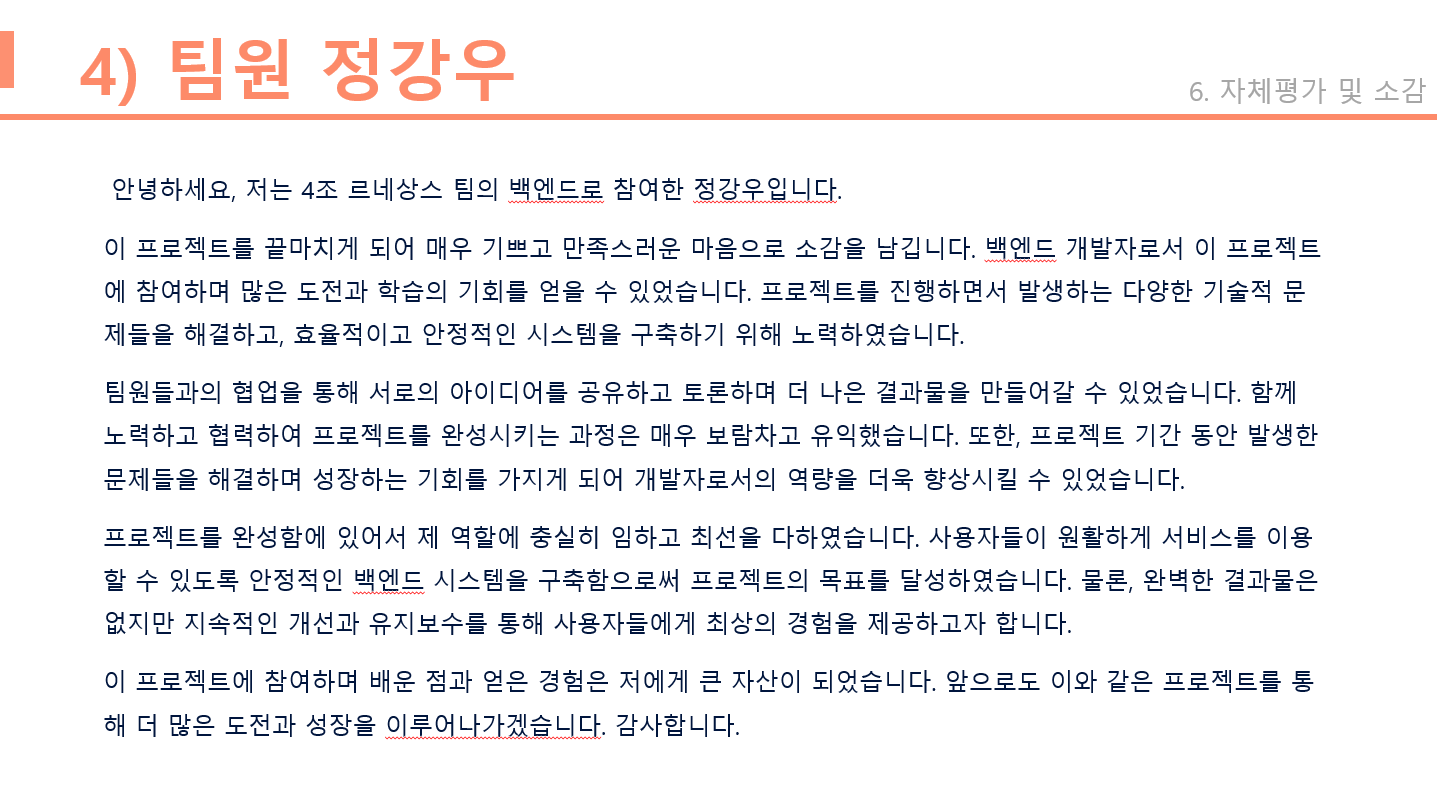 4) 팀원 정강우
6. 자체평가 및 소감
안녕하세요, 저는 4조 르네상스 팀의 백엔드로 참여한 정강우입니다.
이 프로젝트를 끝마치게 되어 매우 기쁘고 만족스러운 마음으로 소감을 남깁니다. 백엔드 개발자로서 이 프로젝트
에 참여하며 많은 도전과 학습의 기회를 얻을 수 있었습니다. 프로젝트를 진행하면서 발생하는 다양한 기술적 문
제들을 해결하고, 효율적이고 안정적인 시스템을 구축하기 위해 노력하였습니다.
팀원들과의 협업을 통해 서로의 아이디어를 공유하고 토론하며 더 나은 결과물을 만들어갈 수 있었습니다. 함께
노력하고 협력하여 프로젝트를 완성시키는 과정은 매우 보람차고 유익했습니다. 또한, 프로젝트 기간 동안 발생한
문제들을 해결하며 성장하는 기회를 가지게 되어 개발자로서의 역량을 더욱 향상시킬 수 있었습니다.
프로젝트를 완성함에 있어서 제 역할에 충실히 임하고 최선을 다하였습니다. 사용자들이 원활하게 서비스를 이용
할 수 있도록 안정적인 백엔드 시스템을 구축함으로써 프로젝트의 목표를 달성하였습니다. 물론, 완벽한 결과물은
없지만 지속적인 개선과 유지보수를 통해 사용자들에게 최상의 경험을 제공하고자 합니다.
이 프로젝트에 참여하며 배운 점과 얻은 경험은 저에게 큰 자산이 되었습니다. 앞으로도 이와 같은 프로젝트를 통
해 더 많은 도전과 성장을 이루어나가겠습니다. 감사합니다.